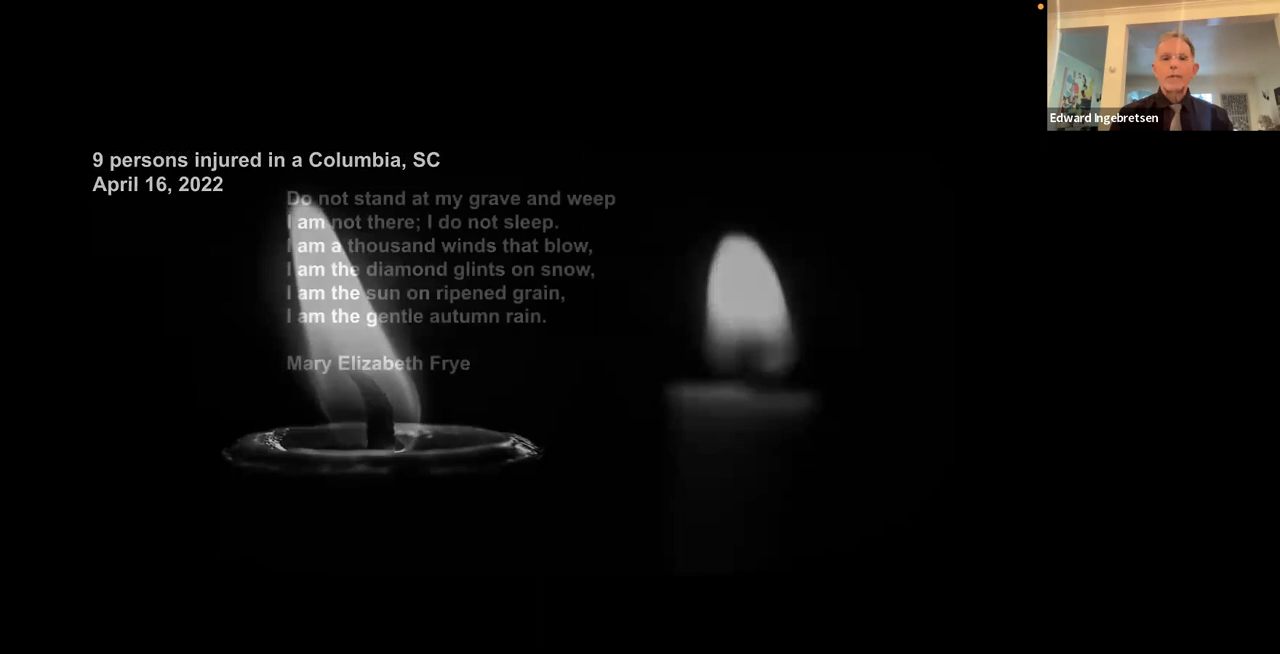 Edward Ingebretsen
9 persons injured in a Columbia, SC
April 16, 2022
Do not stand at my grave and weep
I am not there; I do not sleep.
I am a thousand winds that blow,
I am the diamond glints on snow,
I am the sun on ripened grain,
I am the gentle autumn rain.
Mary Elizabeth Frye